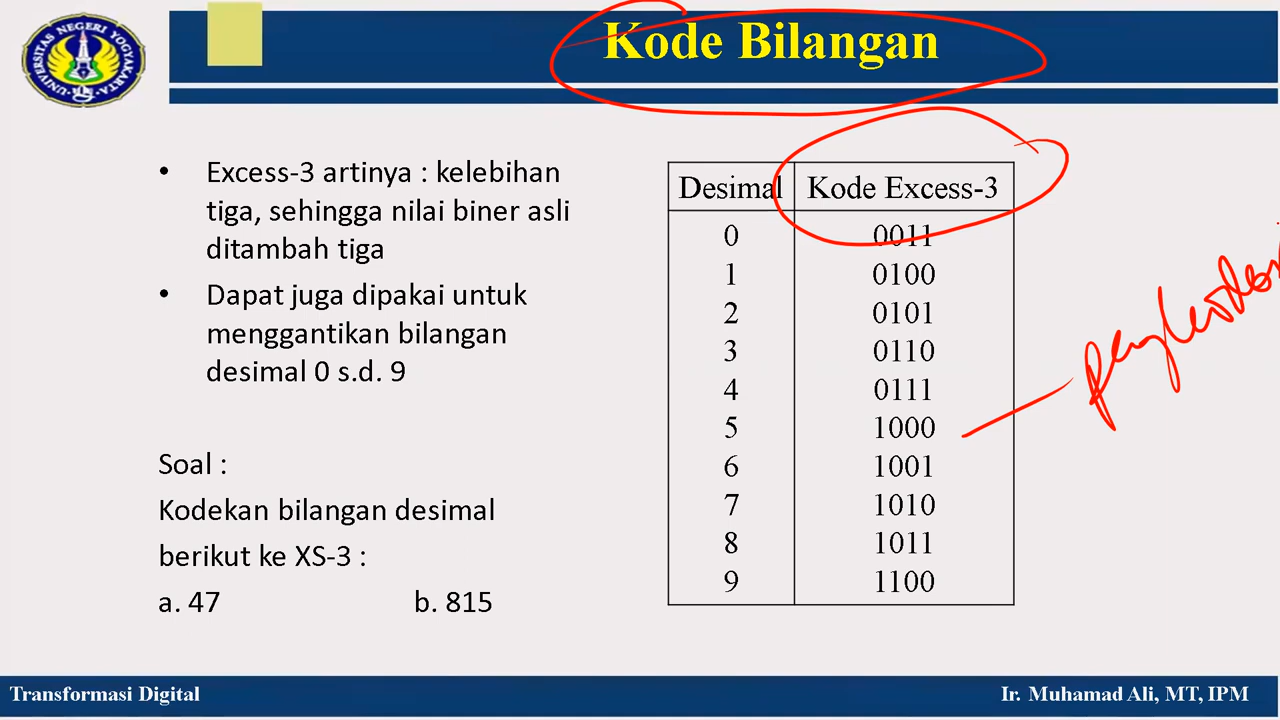 UNIVERSITAS NEGERI YOGYAKARTA
Kode Bilangan
• Excess-3 artinya : kelebihan
tiga, sehingga nilai biner asli
ditambah tiga
• Dapat juga dipakai untuk
menggantikan bilangan
desimal 0 s.d. 9
Soal :
Kodekan bilangan desimal
berikut ke XS-3 :
a. 47 b. 815
Desimal Kode Excess-3
0 0011
1 0100
2 0101
3 0110
4 0111
5 1000
6 1001
7 1010
8 1011
9 1100
Transformasi Digital
Ir. Muhamad Ali, MT, IPM